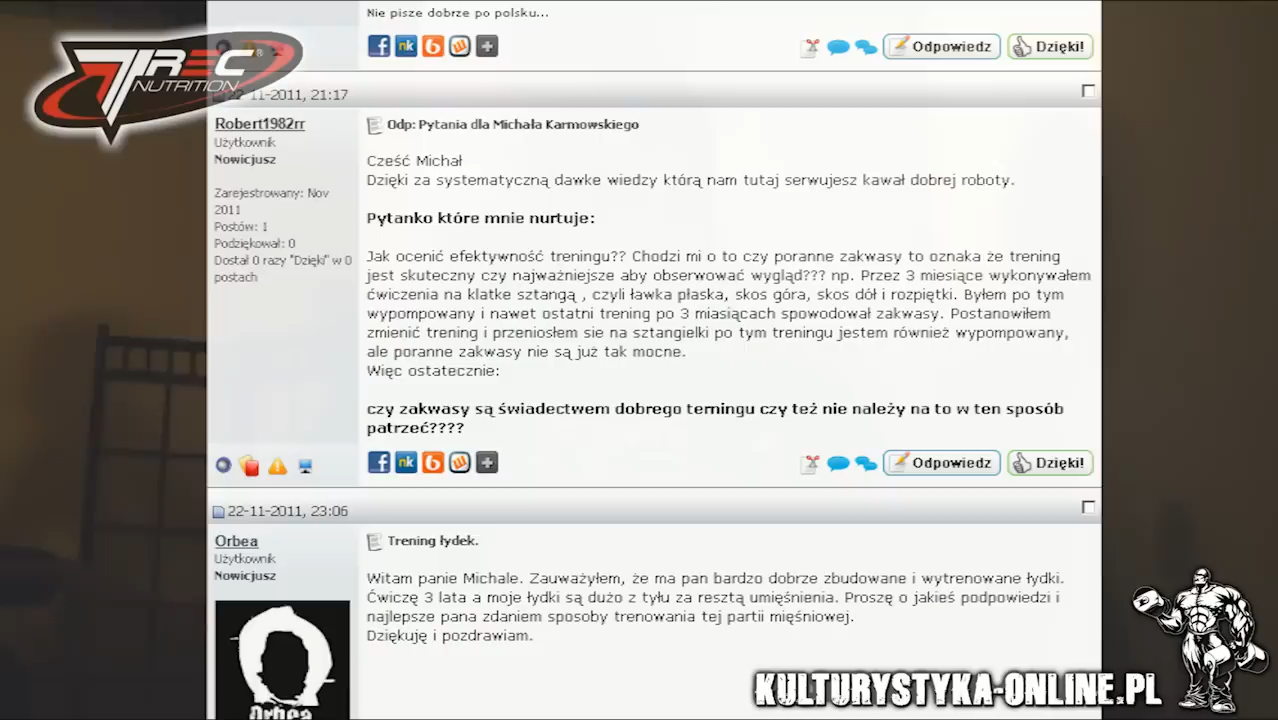 Nie pisze dobrze po polsku...
Odpowiedz
Dzięki!
TREC
NUTRITION
®
22-11-2011, 21:17
Robert1982rr
Użytkownik
Nowicjusz
Zarejestrowany: Nov
2011
Postów: 1
Podziękował: 0
Dostał 0 razy "Dzięki" w 0
postach
Odp: Pytania dla Michała Karmowskiego
Cześć Michał
Dzięki za systematyczną dawke wiedzy którą nam tutaj serwujesz kawał dobrej roboty.
Pytanko które mnie nurtuje:
Jak ocenić efektywność treningu?? Chodzi mi o to czy poranne zakwasy to oznaka że trening
jest skuteczny czy najważniejsze aby obserwować wygląd??? np. Przez 3 miesiące wykonywałem
ćwiczenia na klatke sztangą , czyli ławka płaska, skos góra, skos dół i rozpiętki. Byłem po tym
wypompowany i nawet ostatni trening po 3 miasiącach spowodował zakwasy. Postanowiłem
zmienić trening i przeniosłem sie na sztangielki po tym treningu jestem również wypompowany,
ale poranne zakwasy nie są już tak mocne.
Więc ostatecznie:
czy zakwasy są świadectwem dobrego terningu czy też nie należy na to w ten sposób
patrzeć????
Odpowiedz
Dzięki!
22-11-2011, 23:06
Orbea
Użytkownik
Nowicjusz
Orbea
Trening łydek.
Witam panie Michale. Zauważyłem, że ma pan bardzo dobrze zbudowane i wytrenowane łydki.
Ćwiczę 3 lata a moje łydki są dużo z tyłu za resztą umięśnienia. Proszę o jakieś podpowiedzi i
najlepsze pana zdaniem sposoby trenowania tej partii mięśniowej.
Dziękuję i pozdrawiam.
KULTURYSTYKA-ONLINE.PL